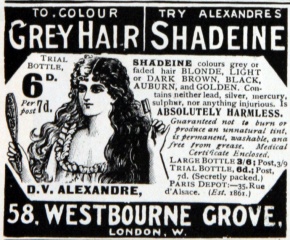 TO COLOUR TRY ALEXANDRES
GREY HAIR SHADEINE
TRIAL
BOTTLE,
6D.
Per
post 7d.
SHADEINE colours grey or
faded hair BLONDE, LIGHT
or DARK BROWN, BLACK,
AUBURN, and GOLDEN. Con-
tains neither lead, silver, mercury,
sulphur, nor anything injurious. Is
ABSOLUTELY HARMLESS.
Guaranteed not to burn or
produce an unnatural tint,
is permanent, washable, and
free from grease. Medical
Certificate Enclosed.
LARGE BOTTLE 3/6; Post, 3/9
TRIAL BOTTLE, 6d.; Post,
7d. (Secretly packed.)
PARIS DEPOT:—35, Rue
d'Alsace. (Est. 1861.)
D.V. ALEXANDRE,
58, WESTBOURNE GROVE,
LONDON, W.